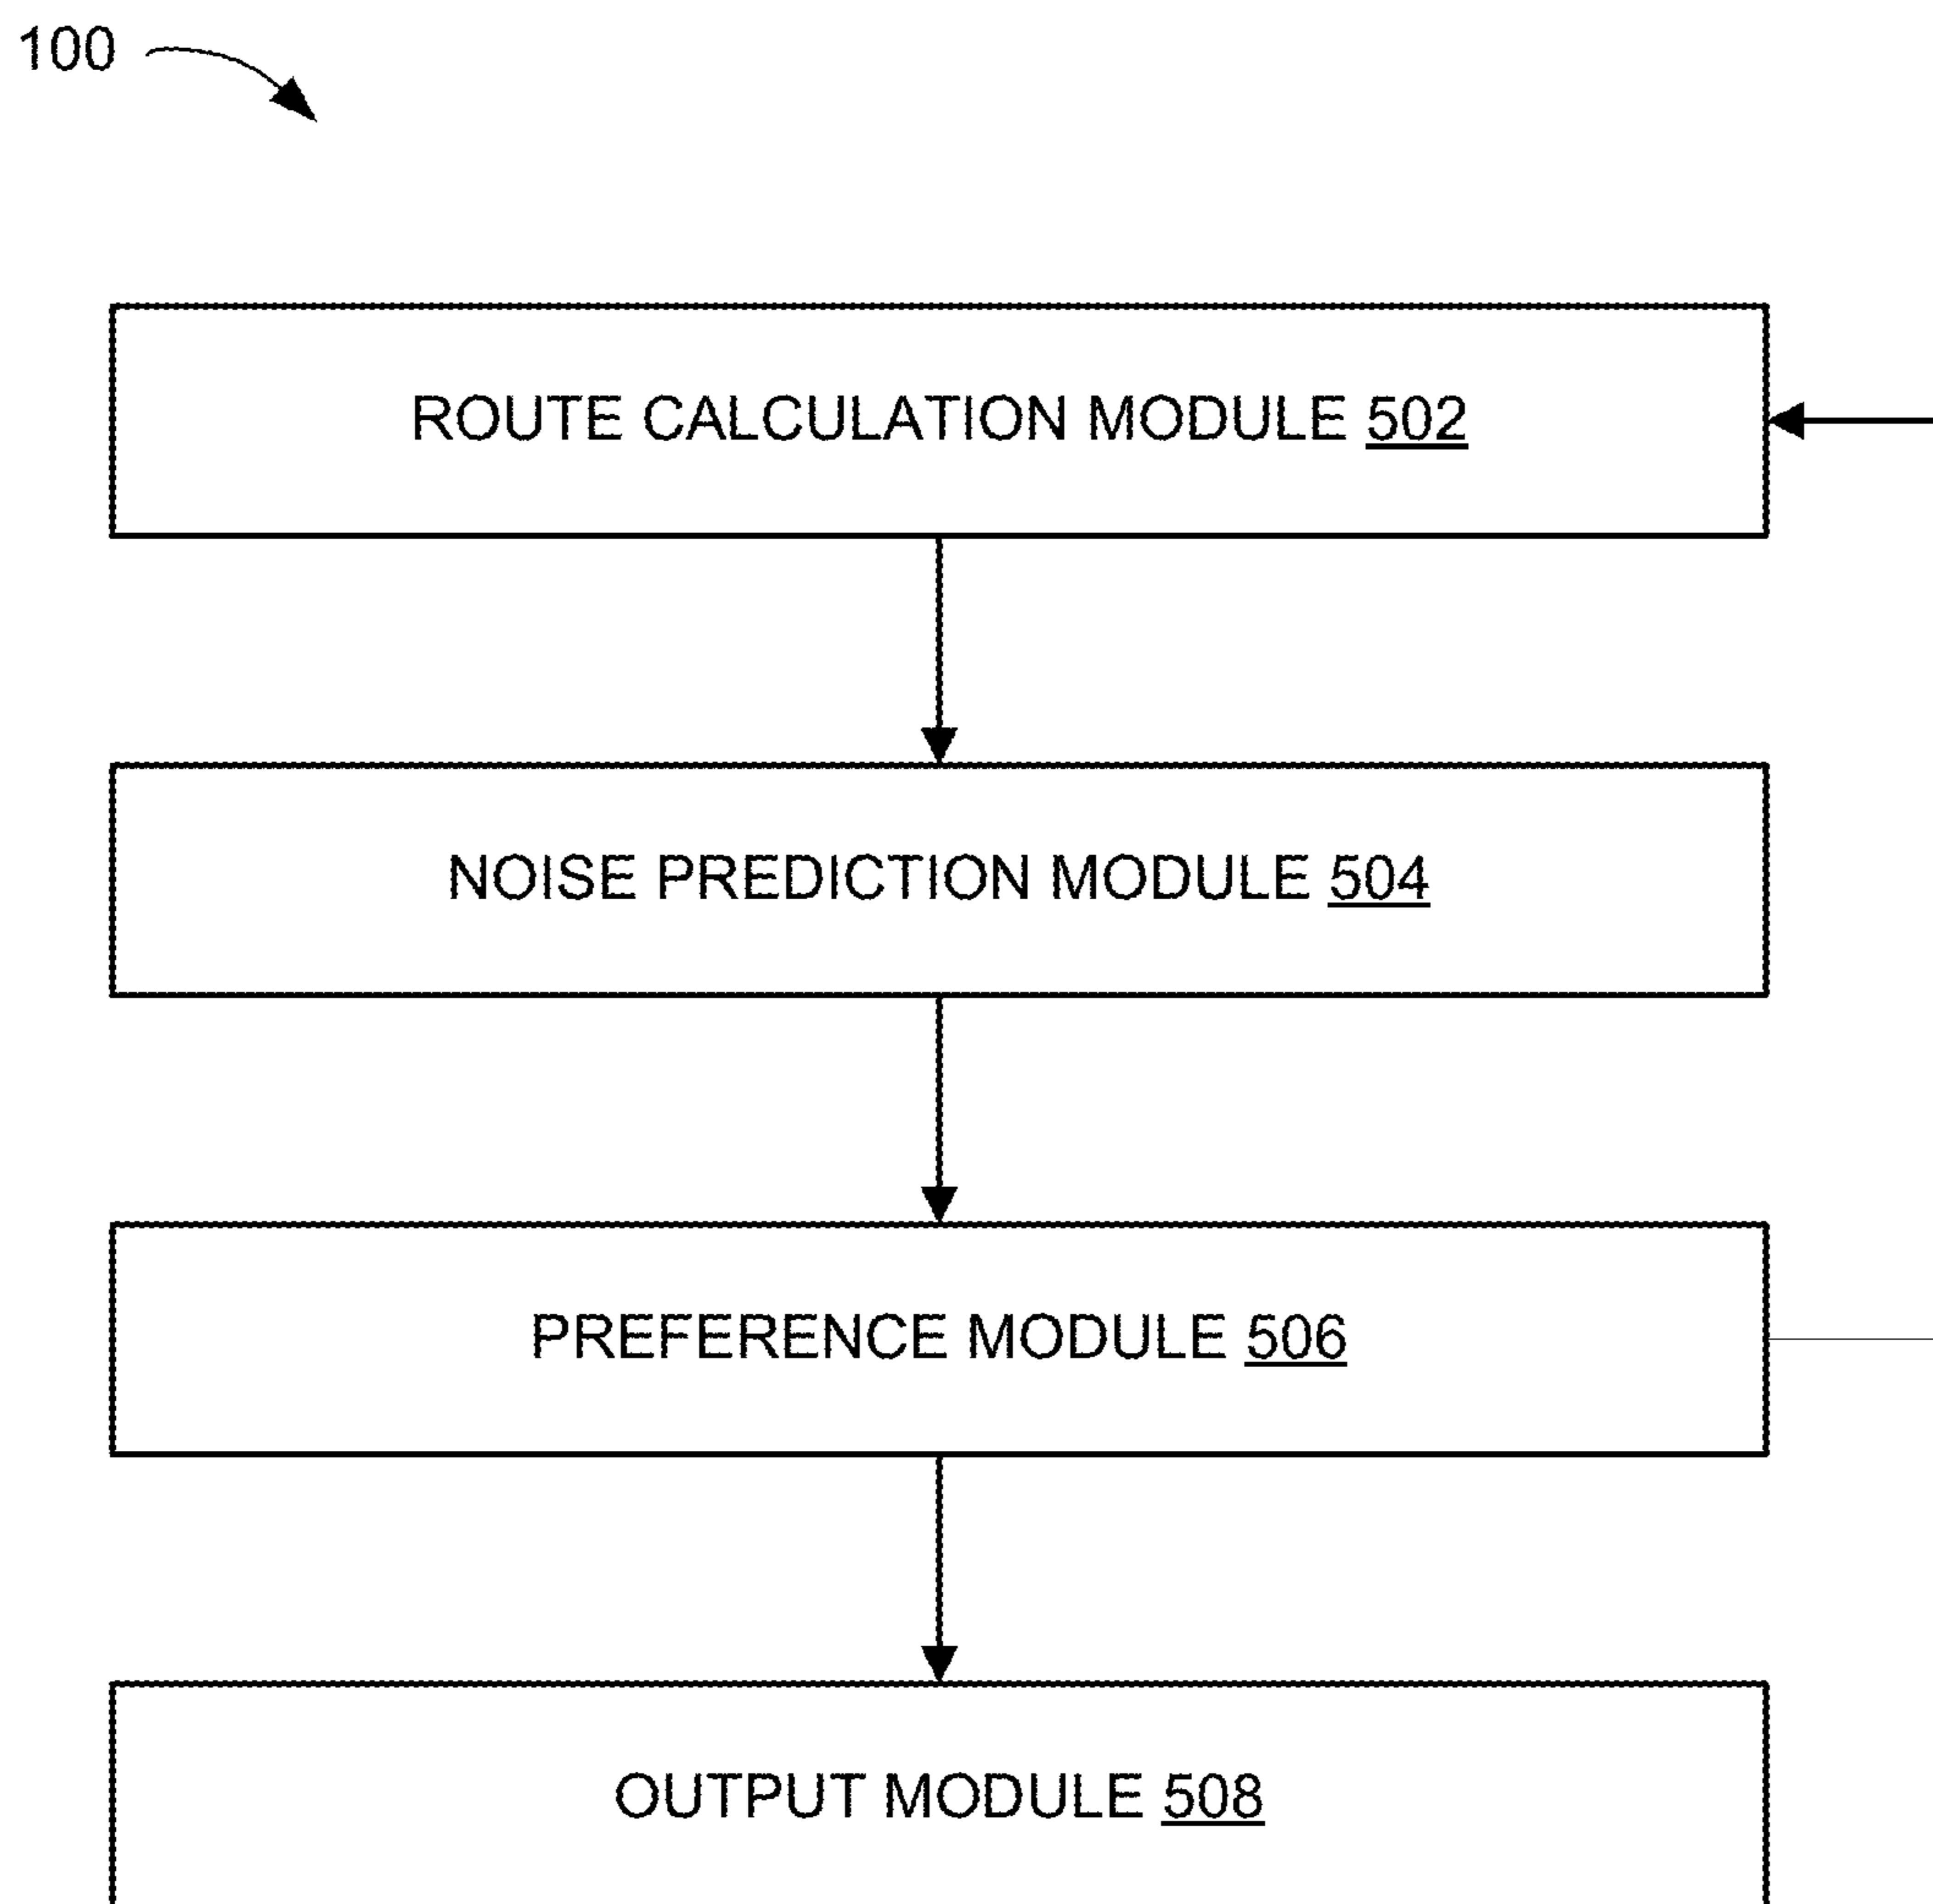 100
ROUTE CALCULATION MODULE 502
NOISE PREDICTION MODULE 504
PREFERENCE MODULE 506
OUTPUT MODULE 508